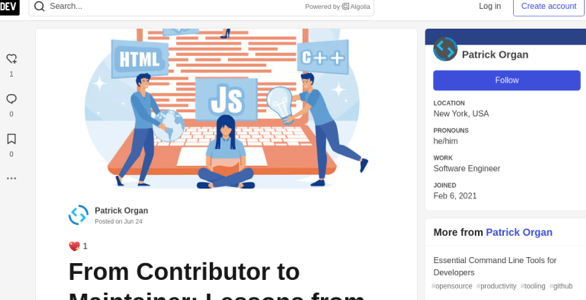 DEV
Search...
Powered by Algolia
Log in
Create account
1
0
0
HTML
C++
JS
Patrick Organ
Posted on Jun 24
1
From Contributor to
Maintainer: Lessons from
Patrick Organ
Follow
LOCATION
New York, USA
PRONOUNS
he/him
WORK
Software Engineer
JOINED
Feb 6, 2021
More from Patrick Organ
Essential Command Line Tools for
Developers
#opensource #productivity #tooling #github